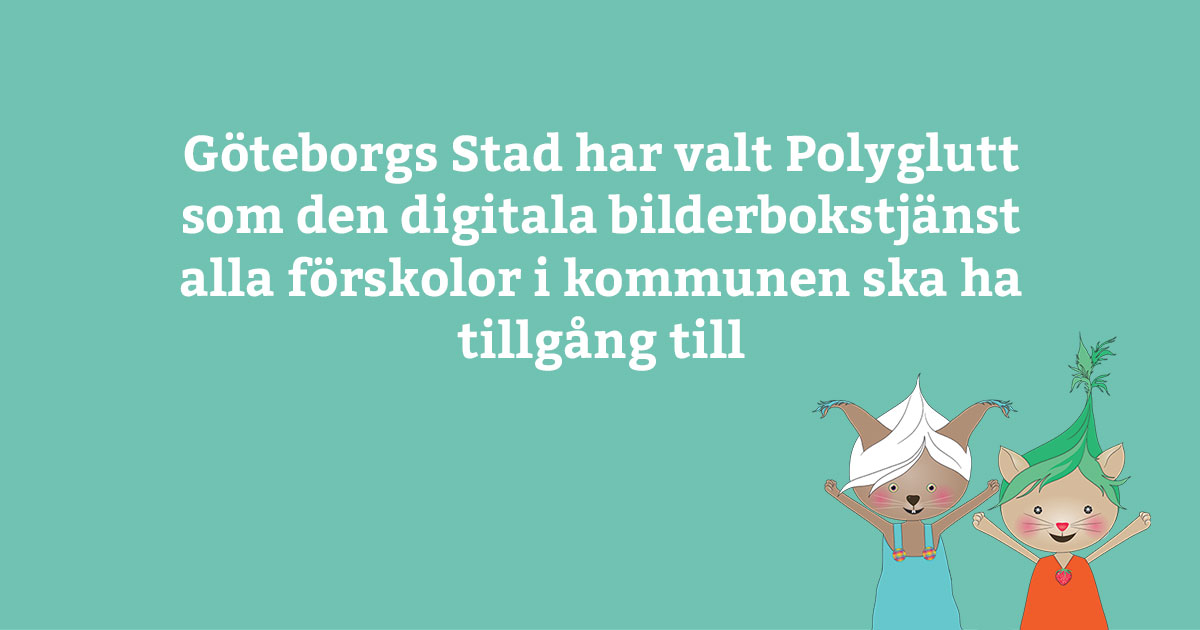 Göteborgs Stad har valt Polyglutt
som den digitala bilderbokstjänst
alla förskolor i kommunen ska ha
tillgång till